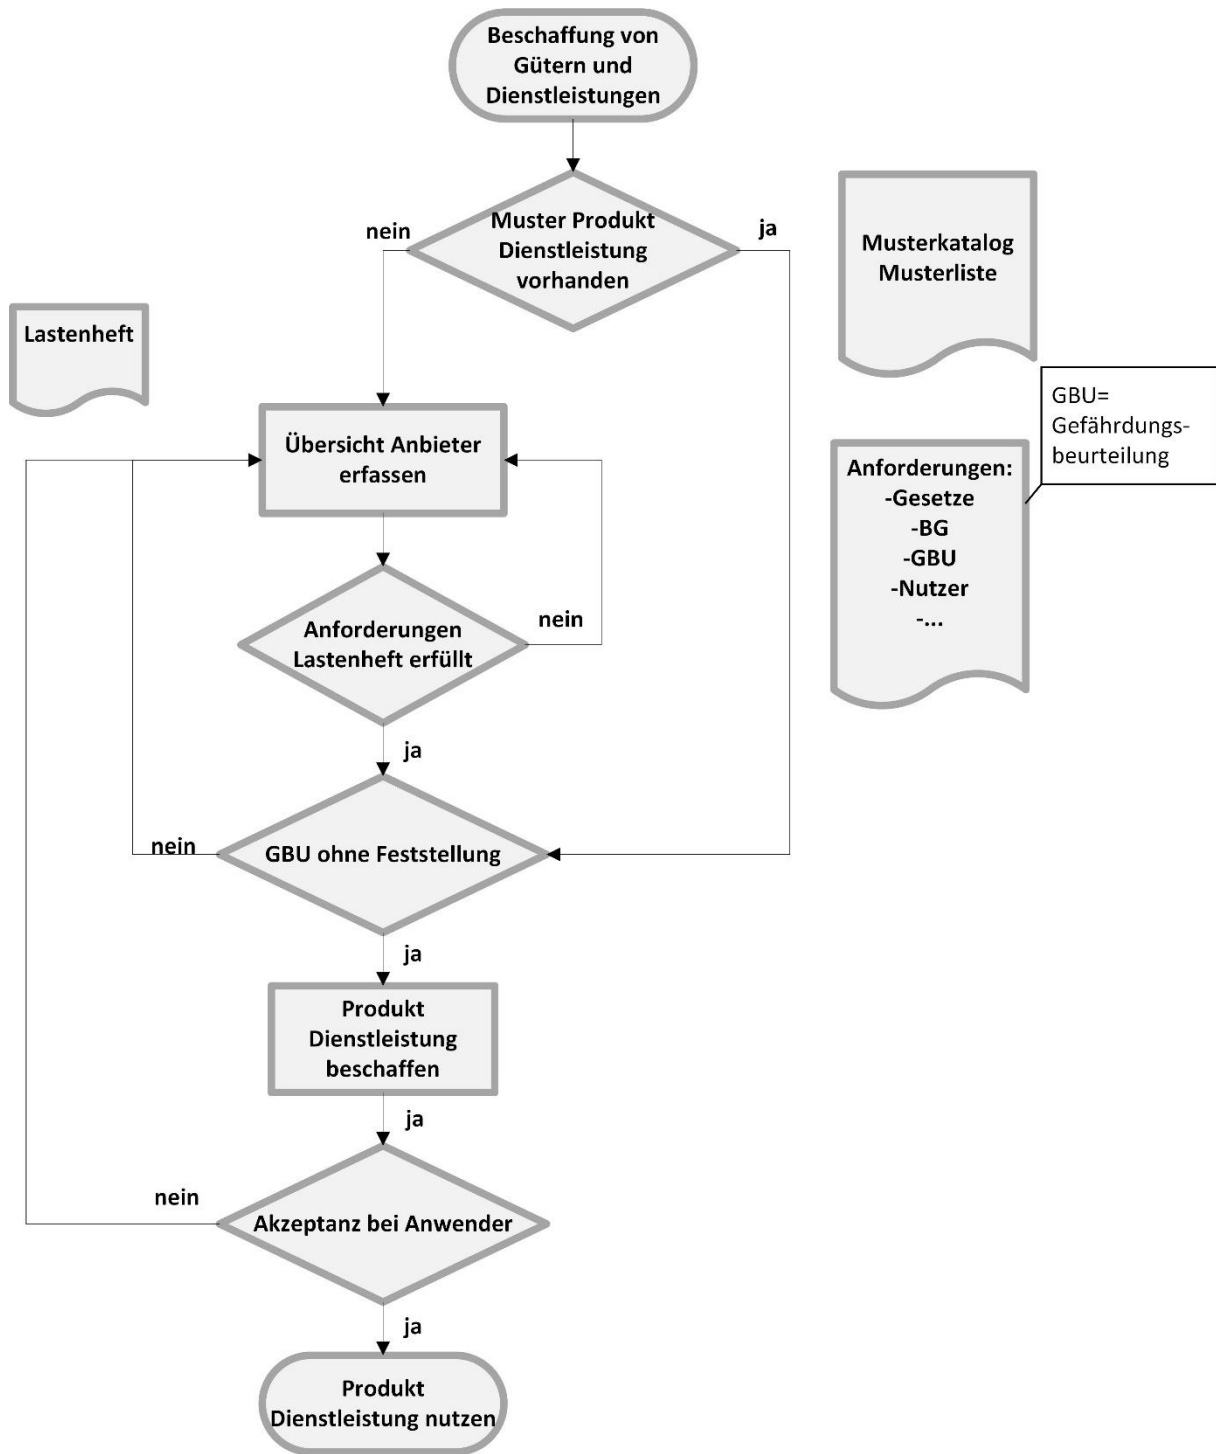 Beschaffung von
Gütern und
Dienstleistungen
nein
Muster Produkt
Dienstleistung
vorhanden
ja
Musterkatalog
Musterliste
Lastenheft
GBU=
Gefährdungs-
beurteilung
Übersicht Anbieter
erfassen
Anforderungen:
-Gesetze
-BG
-GBU
-Nutzer
-...
Anforderungen
Lastenheft erfüllt
nein
ja
nein
GBU ohne Feststellung
ja
Produkt
Dienstleistung
beschaffen
ja
nein
Akzeptanz bei Anwender
ja
Produkt
Dienstleistung nutzen